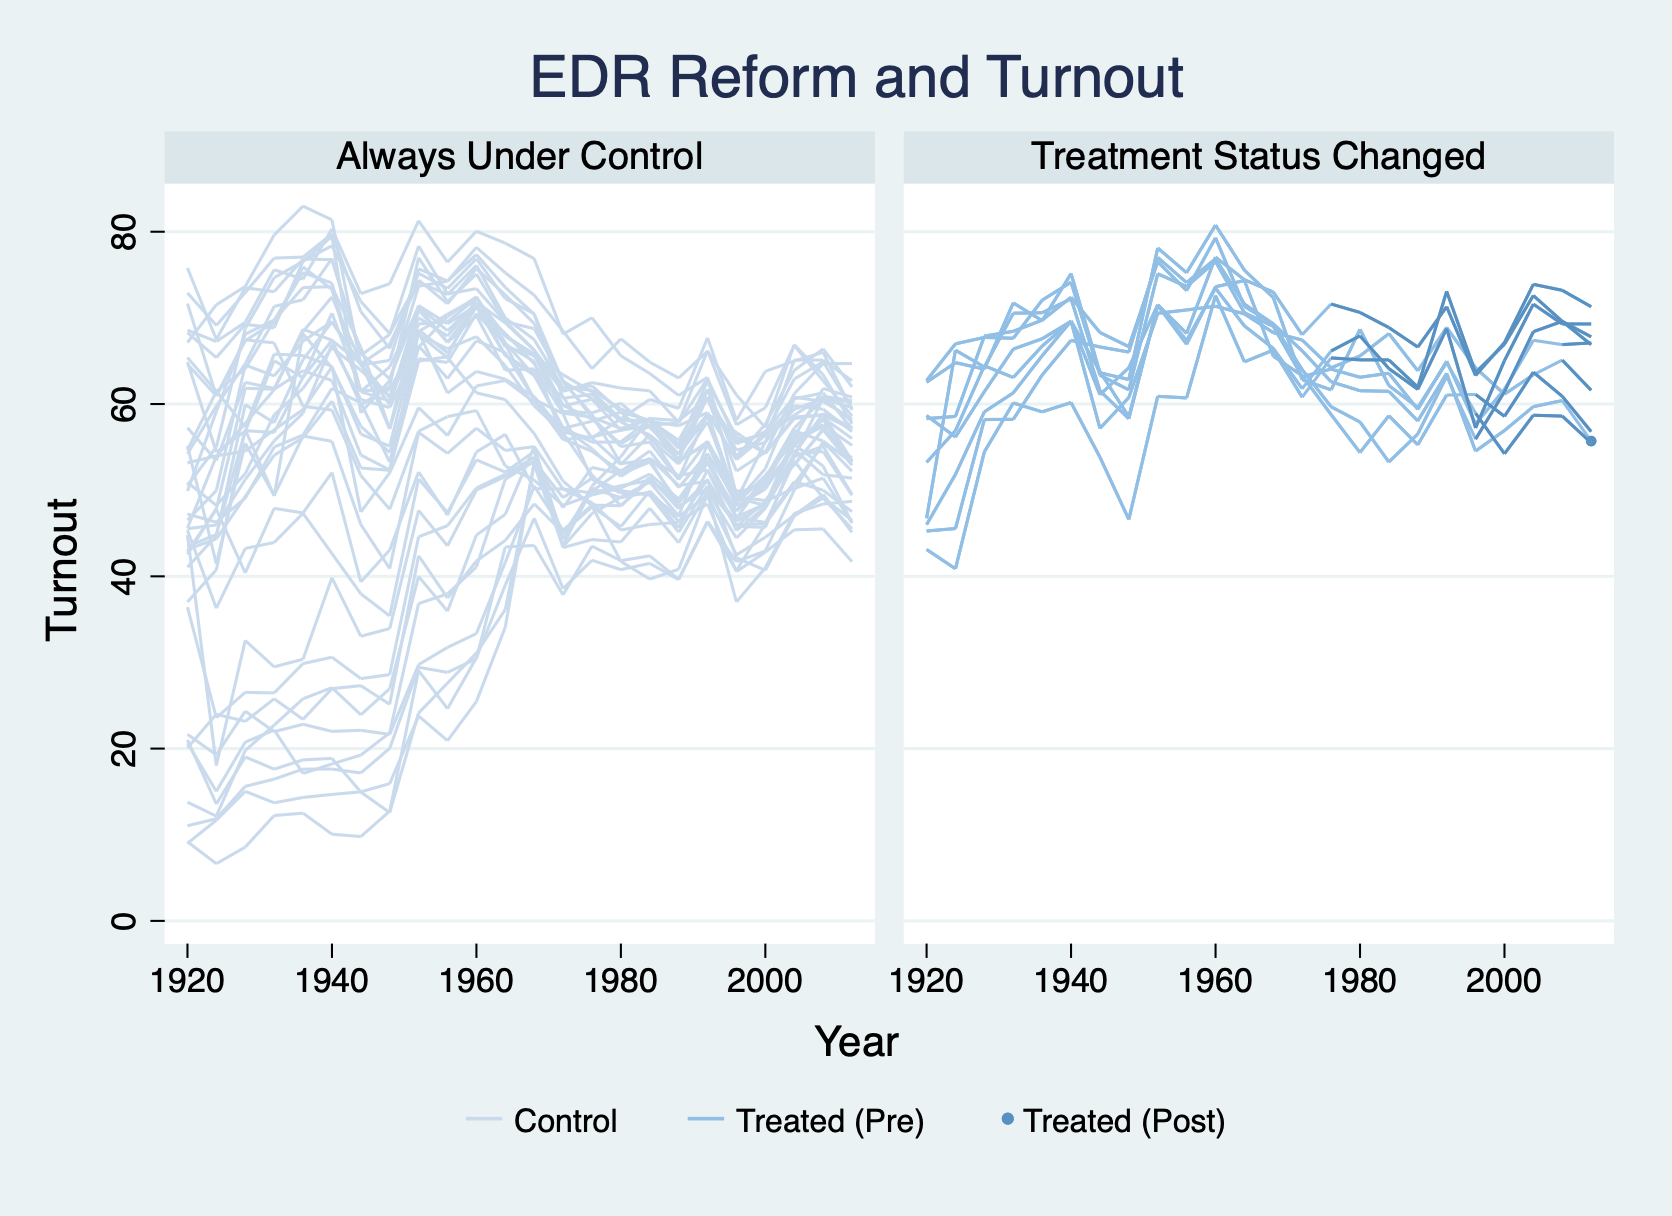 EDR Reform and Turnout
Always Under Control
Treatment Status Changed
Turnout
80
60
40
20
0
1920 1940 1960 1980 2000
1920 1940 1960 1980 2000
Year
Control Treated (Pre) Treated (Post)